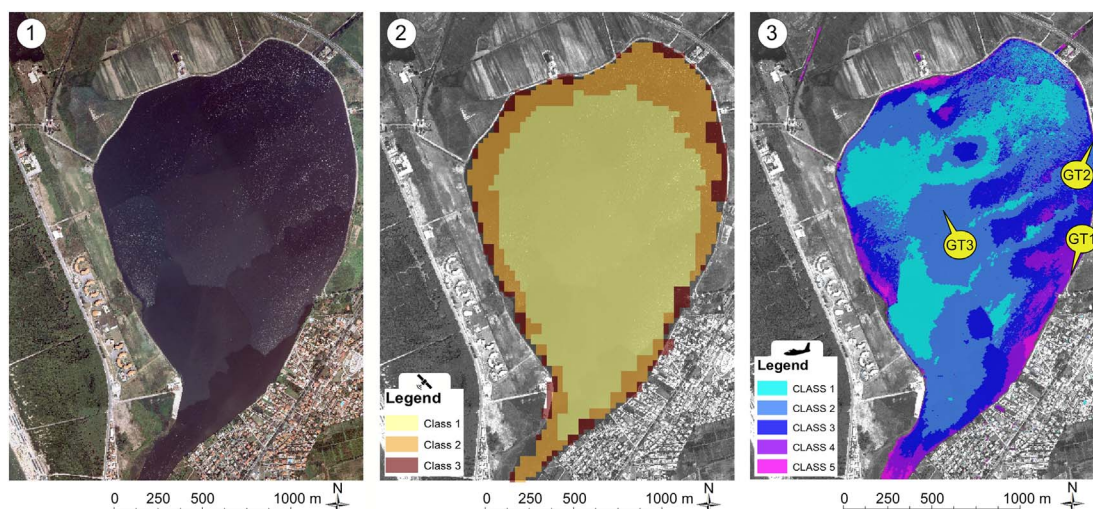 1
2
3
GT2
GT1
GT3
Legend
Class 1
Class 2
Class 3
Legend
CLASS 1
CLASS 2
CLASS 3
CLASS 4
CLASS 5
0 250 500 1000 m N
0 250 500 1000 m N
0 250 500 1000 m N